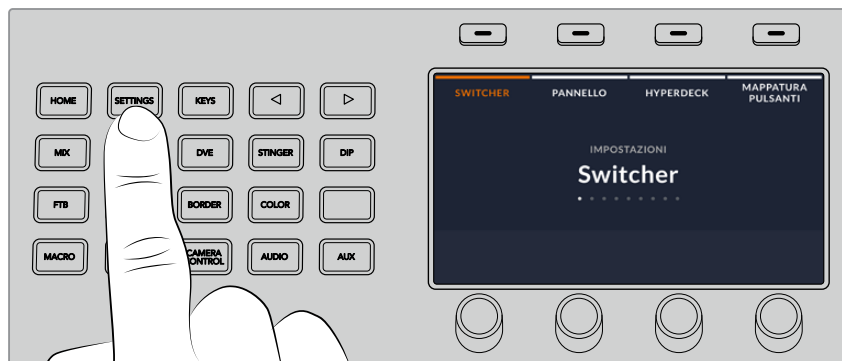 HOME
SETTINGS
KEYS
MIX
DVE
STINGER
DIP
FTB
BORDER
COLOR
MACRO
CAMERA
CONTROL
AUDIO
AUX
SWITCHER
PANNELLO
HYPERDECK
MAPPATURA
PULSANTI
IMPOSTAZIONI
Switcher